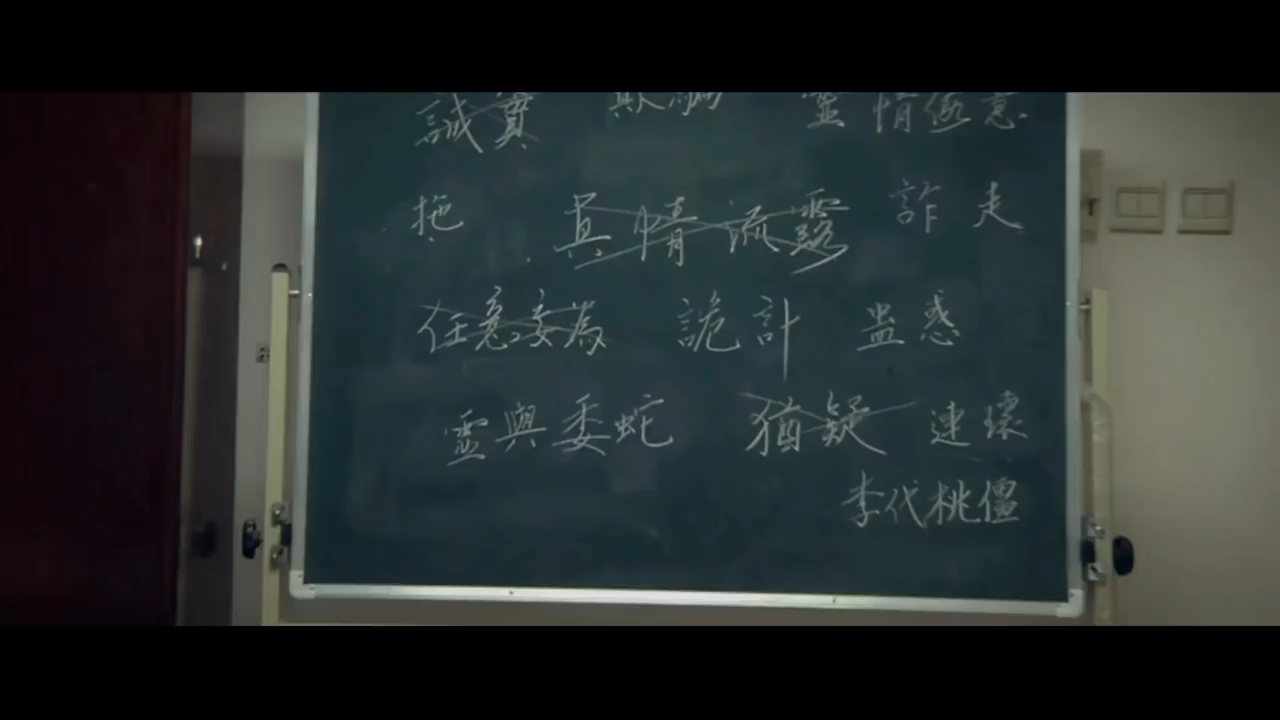 誠實 欺騙 虛情假意
拖 真情流露 詐 走
任意妄為 詭計 蠱惑
虛與委蛇 猶疑 連環
李代桃僵